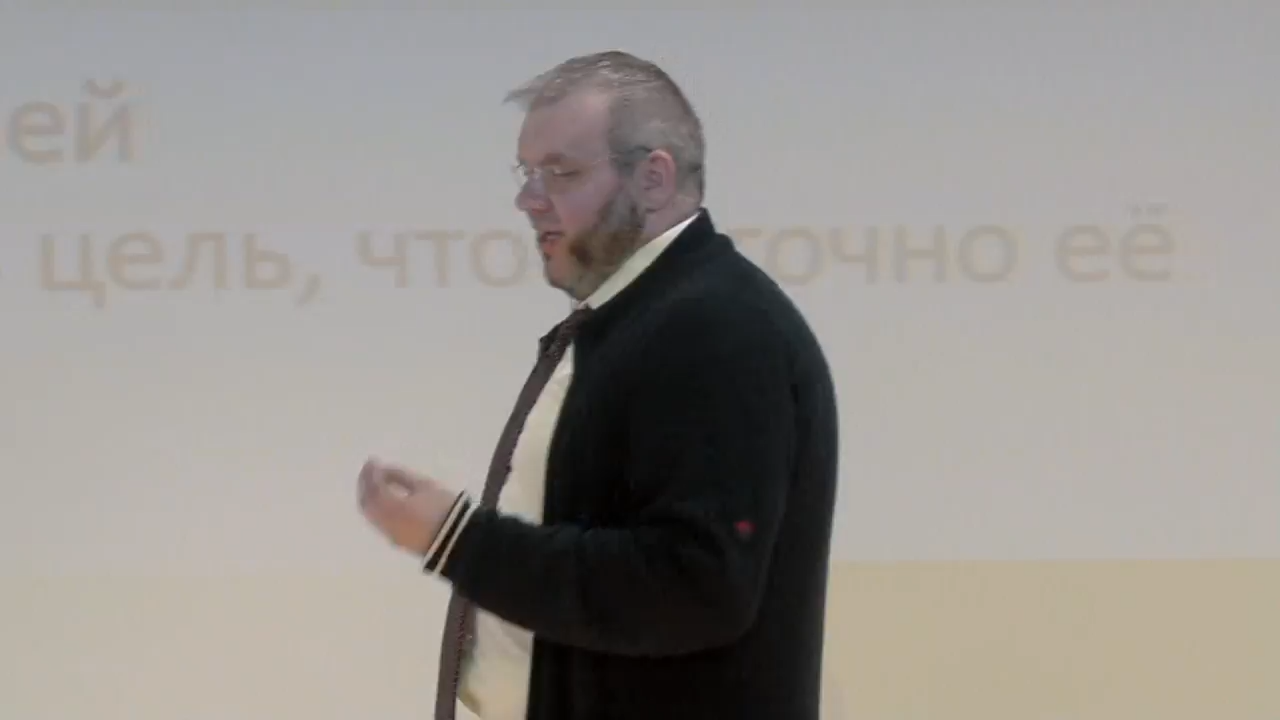 ей
цель, что точно её